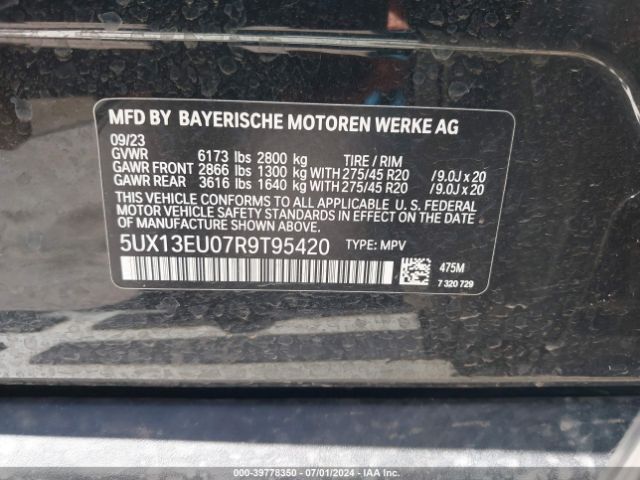 MFD BY BAYERISCHE MOTOREN WERKE AG
09/23
GVWR 6173 lbs 2800 kg TIRE / RIM
GAWR FRONT 2866 lbs 1300 kg WITH 275/45 R20 / 9.0J x 20
GAWR REAR 3616 lbs 1640 kg WITH 275/45 R20 / 9.0J x 20
THIS VEHICLE CONFORMS TO ALL APPLICABLE U. S. FEDERAL
MOTOR VEHICLE SAFETY STANDARDS IN EFFECT ON THE DATE
OF MANUFACTURE SHOWN ABOVE.
5UX13EU07R9T95420 TYPE: MPV
475M
7 320 729
000-39778350 | 07/01/2024 | IAA Inc.